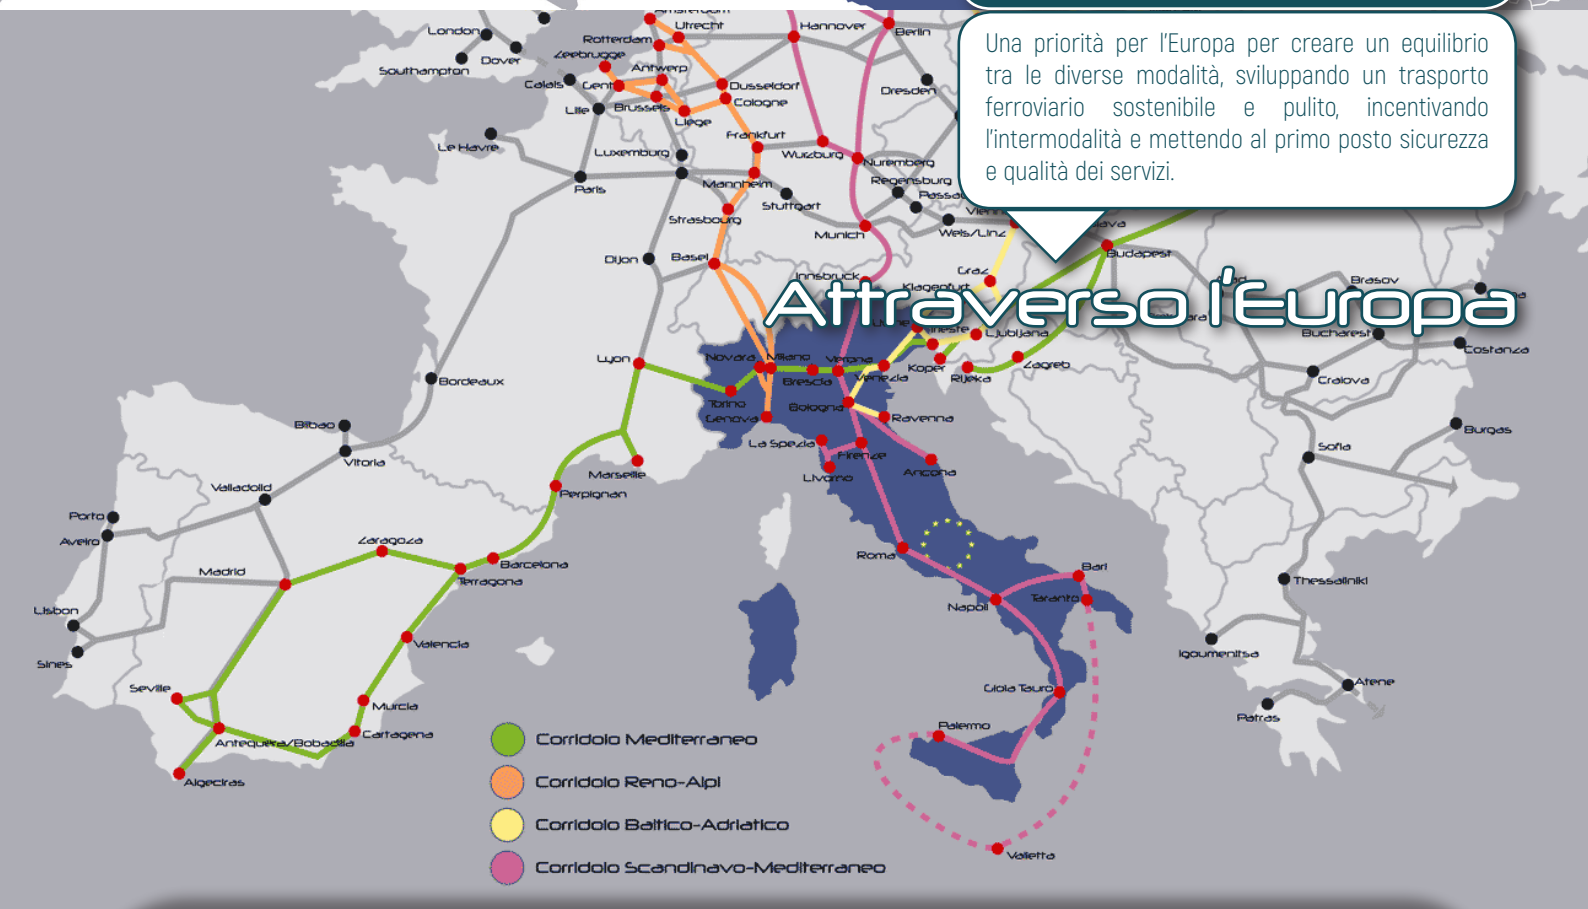 Una priorità per l'Europa per creare un equilibrio
tra le diverse modalità, sviluppando un trasporto
ferroviario sostenibile e pulito, incentivando
l'intermodalità e mettendo al primo posto sicurezza
e qualità dei servizi.
Attraverso l'Europa
Amsterdam
Utrecht
Hannover
Berlin
London
Rotterdam
Zeebrugge
Dover
Southampton
Antwerp
Calais
Gent
Dusseldorf
Dresden
Lille
Brussels
Cologne
Liege
Frankfurt
Le Havre
Luxemburg
Wurzburg
Nuremberg
Paris
Mannheim
Regensburg
Stuttgart
Strasbourg
Munich
Wels/Linz
Dijon
Basel
Budapest
Innsbruck
Graz
Klagenfurt
Brasov
Ljubljana
Bucharest
Costanza
Lyon
Novara
Milano
Verona
Venezia
Koper
Rijeka
Zagreb
Brescia
Torino
Genova
Bologna
Ravenna
Craiova
Bordeaux
Bilbao
Vitoria
La Spezia
Firenze
Livorno
Ancona
Sofia
Burgas
Marseille
Perpignan
Valladolid
Porto
Aveiro
Zaragoza
Barcelona
Terragona
Madrid
Roma
Bari
Taranto
Napoli
Thessaliniki
Lisbon
Sines
Valencia
Igoumenitsa
Seville
Murcia
Cartagena
Antequera/Bobadilla
Algeciras
Gioia Tauro
Palermo
Atene
Patras
Valletta
Corridoio Mediterraneo
Corridoio Reno-Alpi
Corridoio Baltico-Adriatico
Corridoio Scandinavo-Mediterraneo